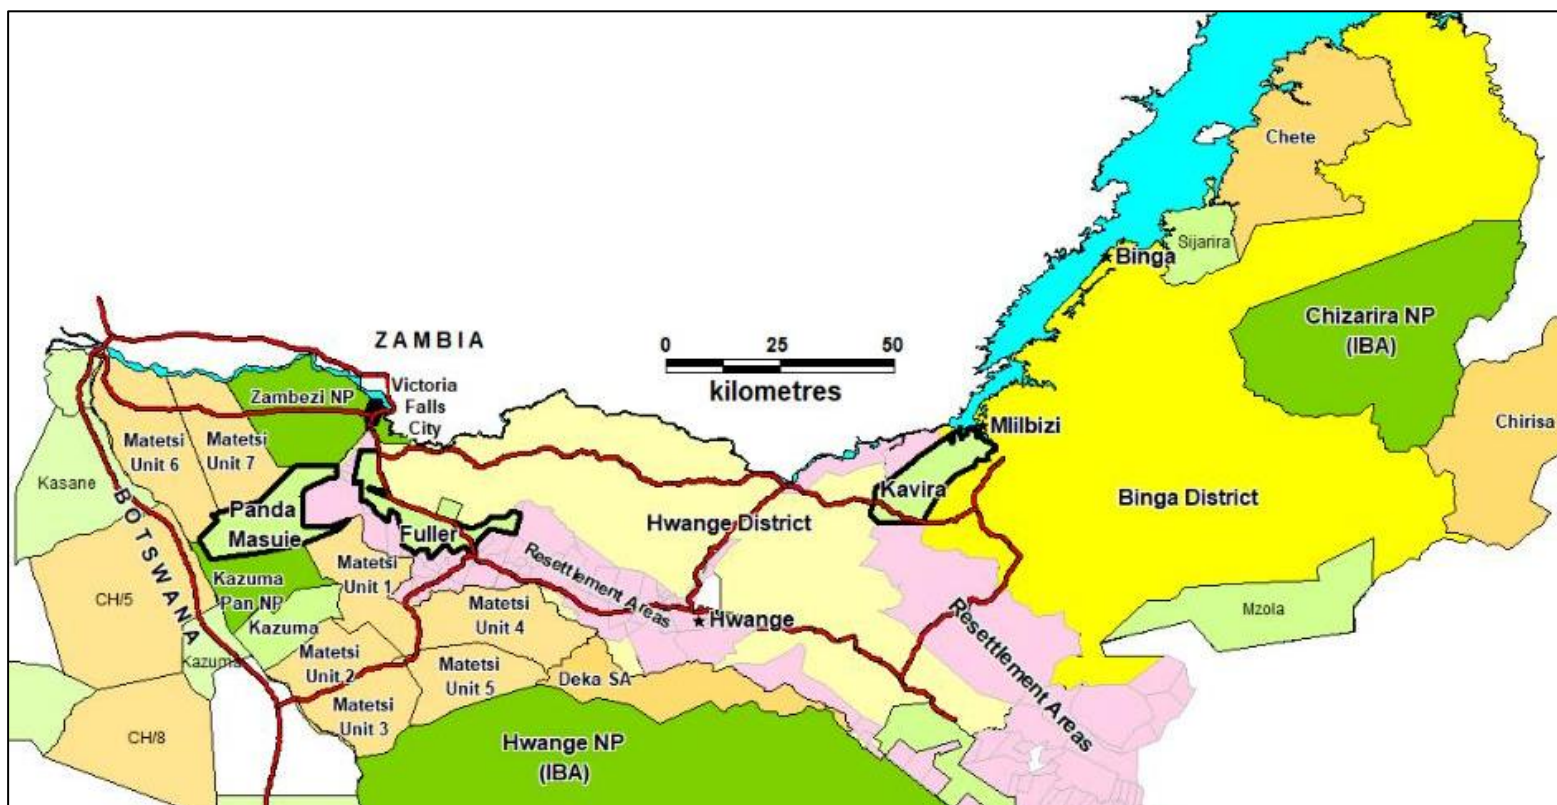 Chete
Sijarira
Binga
Chizarira NP
(IBA)
ZAMBIA
0 25 50
kilometres
Victoria
Falls
City
Zambezi NP
Mlilbizi
Chirisa
Matetsi
Unit 6
Matetsi
Unit 7
Kasane
Kavira
Binga District
Panda
Masuie
BOTSWANA
Fuller
Hwange District
Resettlement Areas
Matetsi
Unit 1
Kazuma
Pan NP
CH/5
Kazuma
Matetsi
Unit 4
Hwange
Mzola
Resettlement Areas
Kazuma
Matetsi
Unit 2
Matetsi
Unit 5
Deka SA
Matetsi
Unit 3
CH/8
Hwange NP
(IBA)